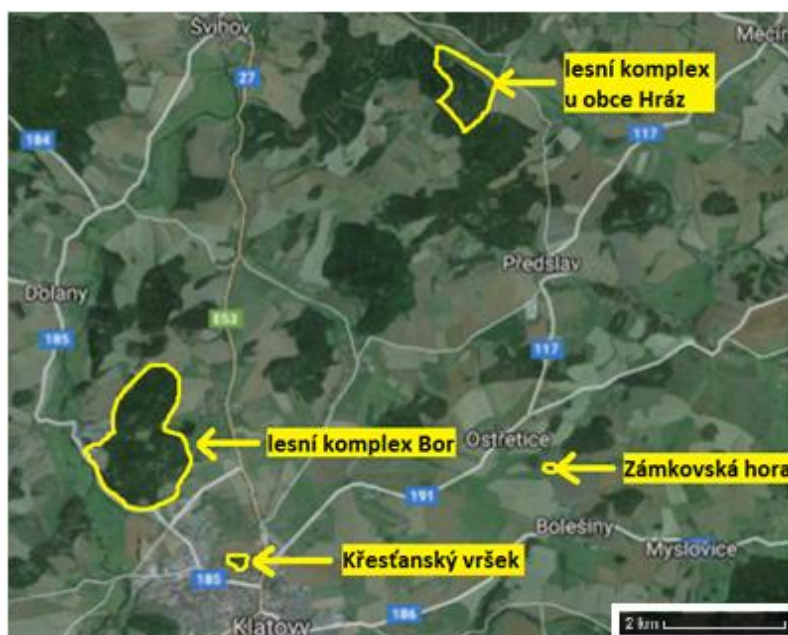 Švihov
27
lesní komplex
u obce Hráz
Mečín
117
184
Předslav
Dolany
E53
185
117
lesní komplex Bor
Ostřetice
Zámkovská hora
191
Bolešiny
Myslovice
Křesťanský vršek
185
186
Klatovy
2 km